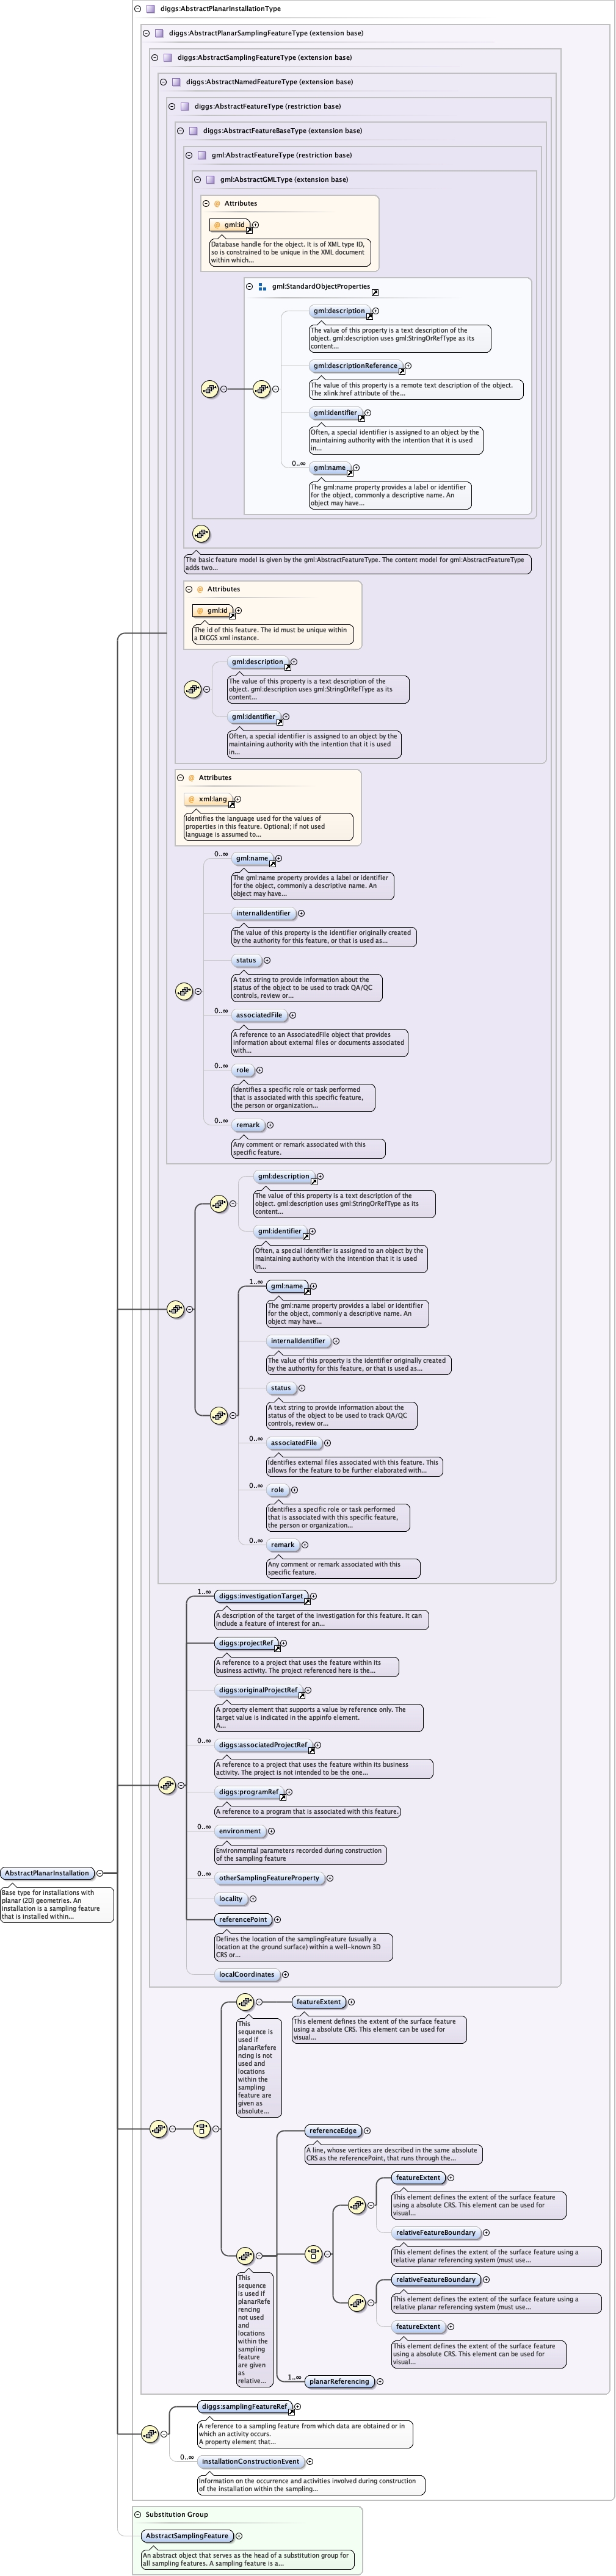 diggs:AbstractPlanarInstallationType
diggs:AbstractPlanarSamplingFeatureType (extension base)
diggs:AbstractSamplingFeatureType (extension base)
diggs:AbstractNamedFeatureType (extension base)
diggs:AbstractFeatureType (restriction base)
diggs:AbstractFeatureBaseType (extension base)
gml:AbstractFeatureType (restriction base)
gml:AbstractGMLType (extension base)
@ Attributes
@ gml:id
Database handle for the object. It is of XML type ID,
so is constrained to be unique in the XML document
within which...
gml:StandardObjectProperties
gml:description
The value of this property is a text description of the
object. gml:description uses gml:StringOrRefType as its
content...
gml:descriptionReference
The value of this property is a remote text description of the object.
The xlink:href attribute of the...
gml:identifier
Often, a special identifier is assigned to an object by the
maintaining authority with the intention that it is used
in...
0..∞
gml:name
The gml:name property provides a label or identifier
for the object, commonly a descriptive name. An
object may have...
The basic feature model is given by the gml:AbstractFeatureType. The content model for gml:AbstractFeatureType
adds two...
@ Attributes
@ gml:id
The id of this feature. The id must be unique within
a DIGGS xml instance.
gml:description
The value of this property is a text description of the
object. gml:description uses gml:StringOrRefType as its
content...
gml:identifier
Often, a special identifier is assigned to an object by the
maintaining authority with the intention that it is used
in...
@ Attributes
@ xml:lang
Identifies the language used for the values of
properties in this feature. Optional; if not used
language is assumed to...
0..∞
gml:name
The gml:name property provides a label or identifier
for the object, commonly a descriptive name. An
object may have...
internalIdentifier
The value of this property is the identifier originally created
by the authority for this feature, or that is used as...
status
A text string to provide information about the
status of the object to be used to track QA/QC
controls, review or...
0..∞
associatedFile
A reference to an AssociatedFile object that provides
information about external files or documents associated
with...
0..∞
role
Identifies a specific role or task performed
that is associated with this specific feature,
the person or organization...
0..∞
remark
Any comment or remark associated with this
specific feature.
gml:description
The value of this property is a text description of the
object. gml:description uses gml:StringOrRefType as its
content...
gml:identifier
Often, a special identifier is assigned to an object by the
maintaining authority with the intention that it is used
in...
1..∞
gml:name
The gml:name property provides a label or identifier
for the object, commonly a descriptive name. An
object may have...
internalIdentifier
The value of this property is the identifier originally created
by the authority for this feature, or that is used as...
status
A text string to provide information about the
status of the object to be used to track QA/QC
controls, review or...
0..∞
associatedFile
Identifies external files associated with this feature. This
allows for the feature to be further elaborated with...
0..∞
role
Identifies a specific role or task performed
that is associated with this specific feature,
the person or organization...
0..∞
remark
Any comment or remark associated with this
specific feature.
1..∞
diggs:investigationTarget
A description of the target of the investigation for this feature. It can
include a feature of interest for an...
diggs:projectRef
A reference to a project that uses the feature within its
business activity. The project referenced here is the...
diggs:originalProjectRef
A property element that supports a value by reference only. The
target value is indicated in the appinfo element.
A...
0..∞
diggs:associatedProjectRef
A reference to a project that uses the feature within its business
activity. The project is not intended to be the one...
diggs:programRef
A reference to a program that is associated with this feature.
0..∞
environment
Environmental parameters recorded during construction
of the sampling feature
0..∞
otherSamplingFeatureProperty
locality
referencePoint
Defines the location of the samplingFeature (usually a
location at the ground surface) within a well-known 3D
CRS or...
localCoordinates
AbstractPlanarInstallation
Base type for installations with
planar (2D) geometries. An
installation is a sampling feature
that is installed within...
featureExtent
This element defines the extent of the surface feature
using a absolute CRS. This element can be used for
visual...
This
sequence is
used if
planarRefere
ncing is not
used and
locations
within the
sampling
feature are
given as
absolute...
referenceEdge
A line, whose vertices are described in the same absolute
CRS as the referencePoint, that runs through the...
featureExtent
This element defines the extent of the surface feature
using a absolute CRS. This element can be used for
visual...
relativeFeatureBoundary
This element defines the extent of the surface feature using a
relative planar referencing system (must use...
relativeFeatureBoundary
This element defines the extent of the surface feature using a
relative planar referencing system (must use...
featureExtent
This element defines the extent of the surface feature
using a absolute CRS. This element can be used for
visual...
This
sequence
is used if
planarRefe
rencing
not used
and
locations
within the
sampling
feature
are given
as
relative...
1..∞
planarReferencing
diggs:samplingFeatureRef
A reference to a sampling feature from which data are obtained or in
which an activity occurs.
A property element that...
0..∞
installationConstructionEvent
Information on the occurrence and activities involved during construction
of the installation within the sampling...
Substitution Group
AbstractSamplingFeature
An abstract object that serves as the head of a substitution group for
all sampling features. A sampling feature is a...